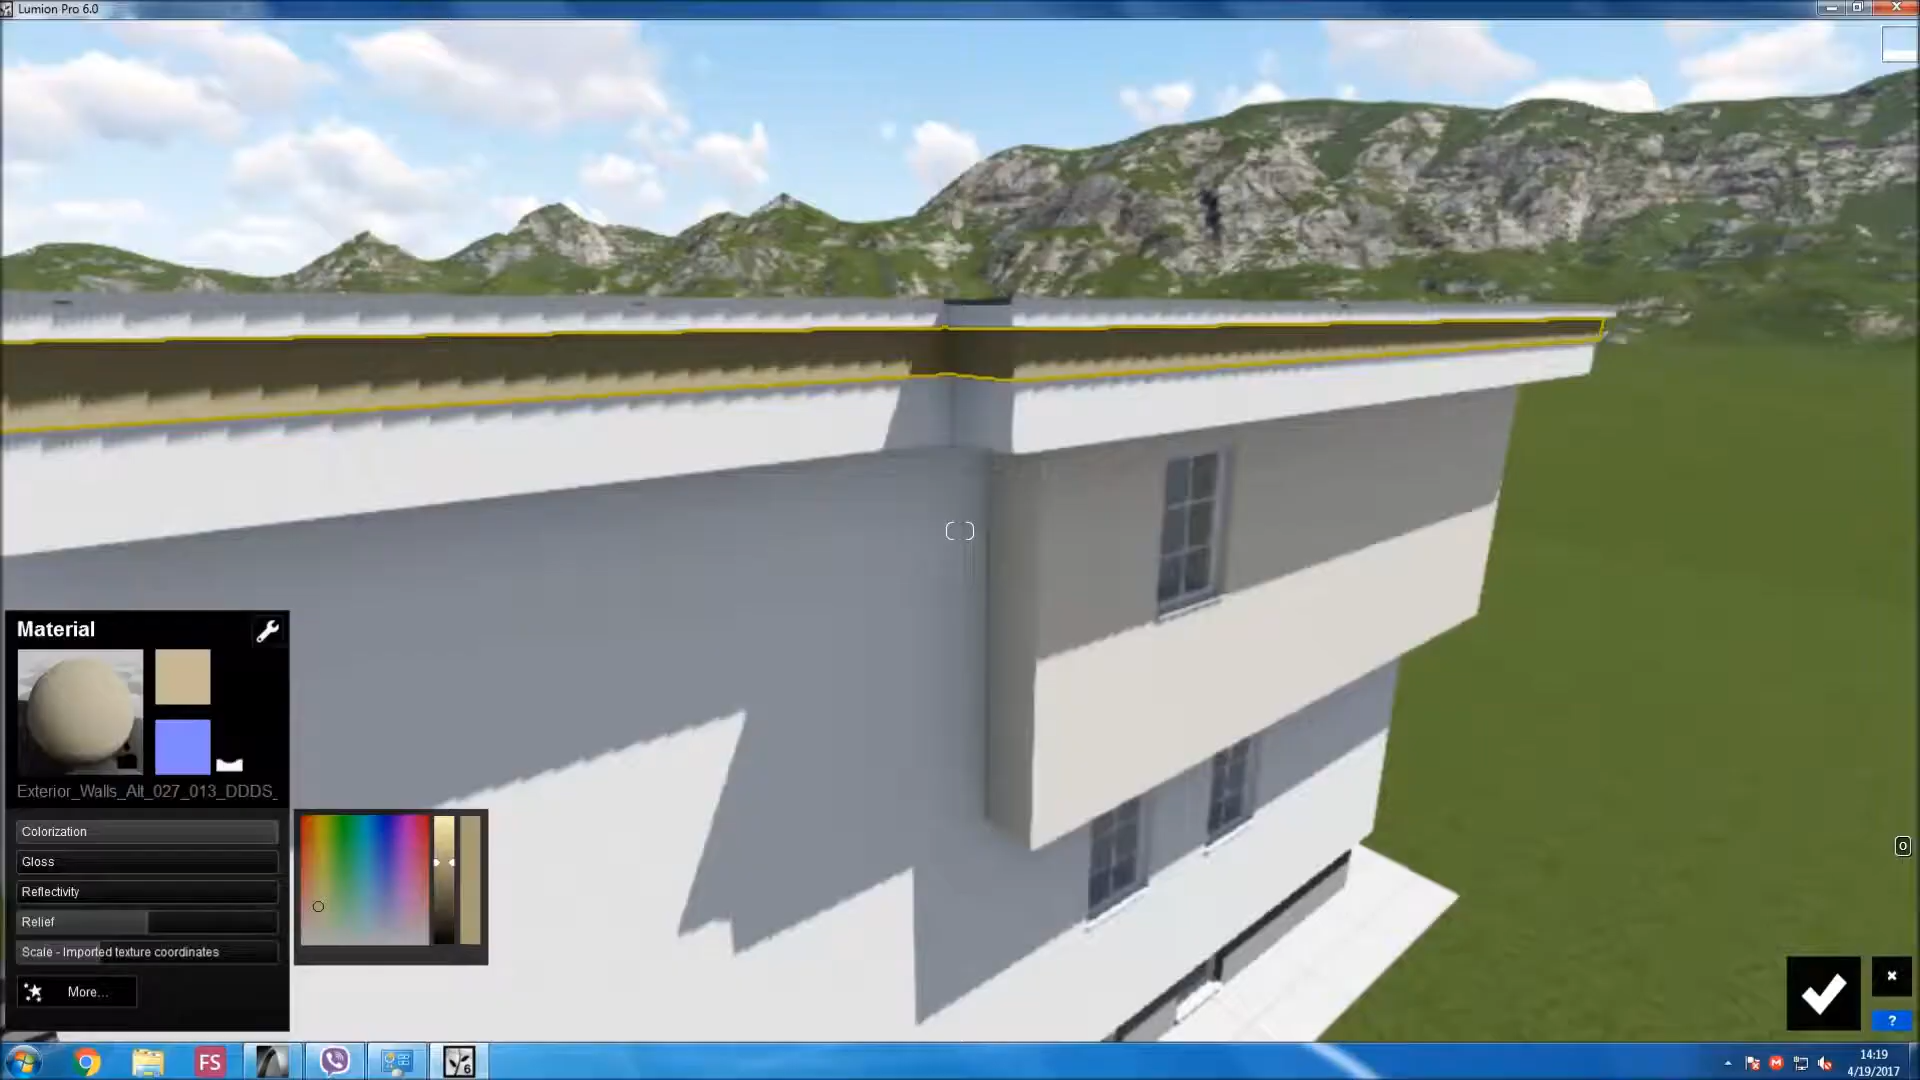 Lumion Pro 6.0
Material
Exterior_Walls_Alt_027_013_DDDS_
Colorization
Gloss
Reflectivity
Relief
Scale - Imported texture coordinates
More...
o
?
FS
6
14:19
4/19/2017